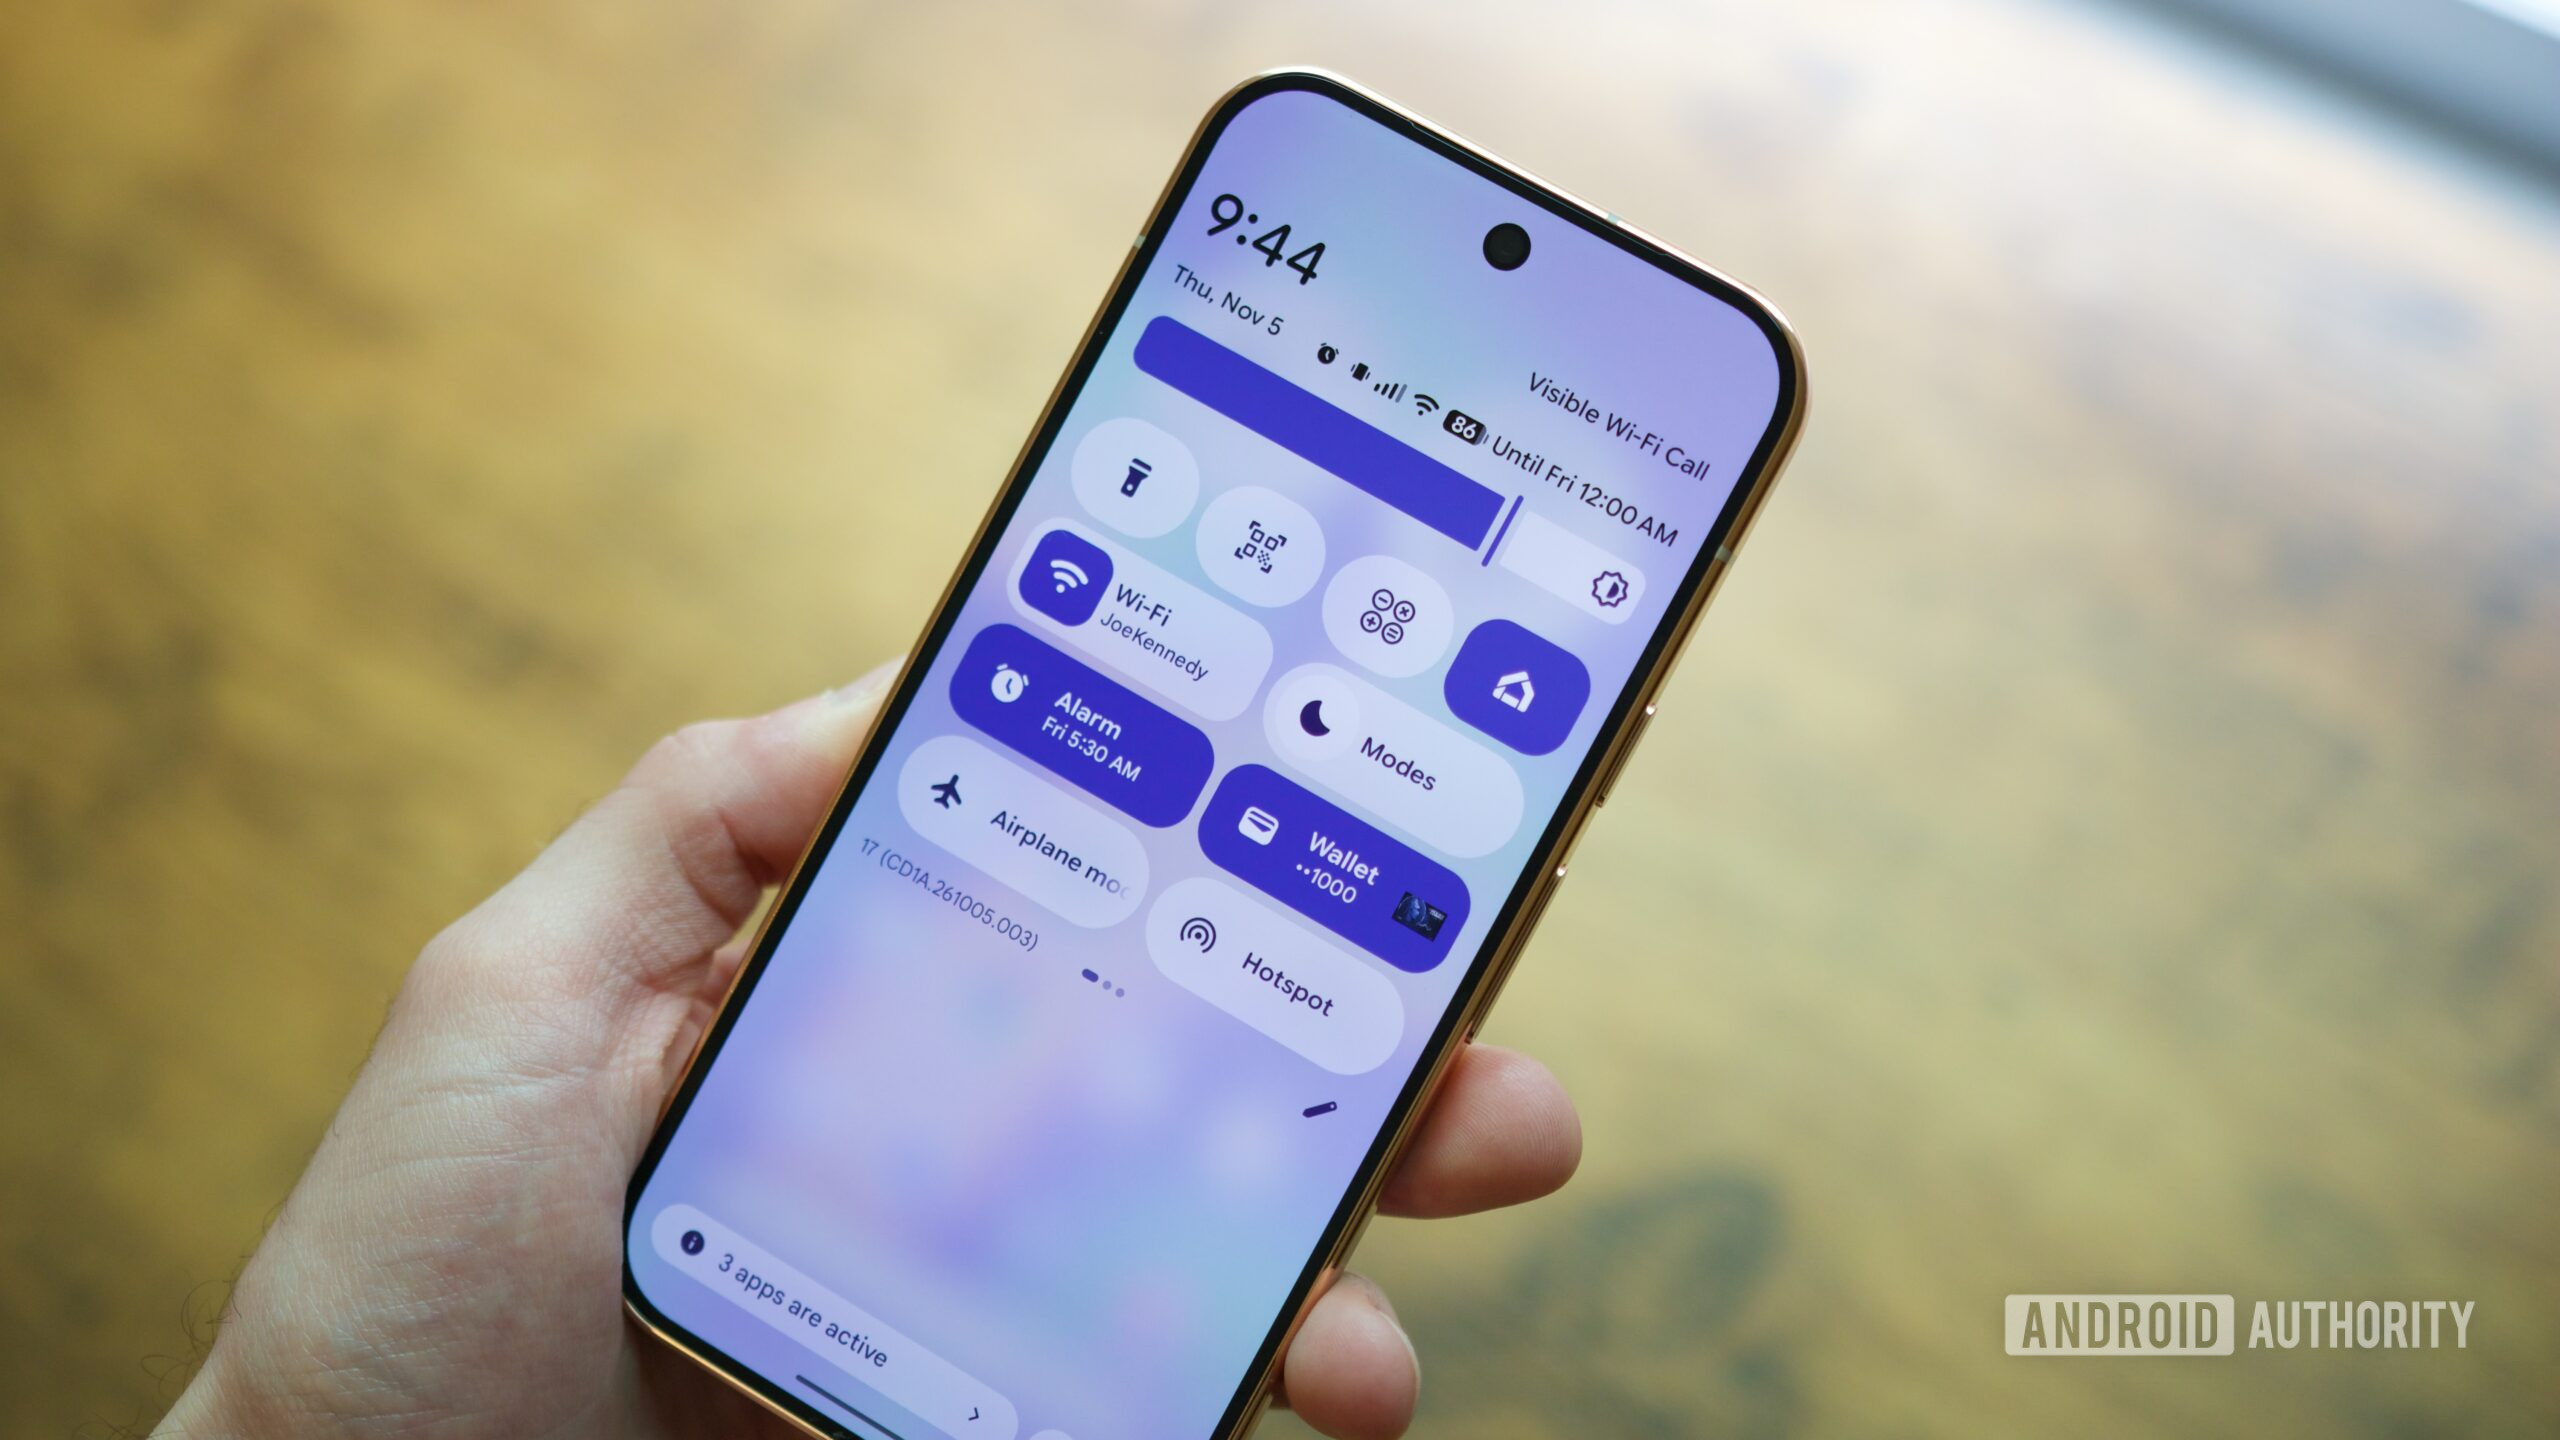 9:44
Thu, Nov 5
Visible Wi-Fi Call
86 Until Fri 12:00 AM
Wi-Fi
JoeKennedy
Modes
Alarm
Fri 5:30 AM
Wallet
··1000
Airplane mo
Hotspot
17 (CD1A.261005.003)
3 apps are active
ANDROID AUTHORITY